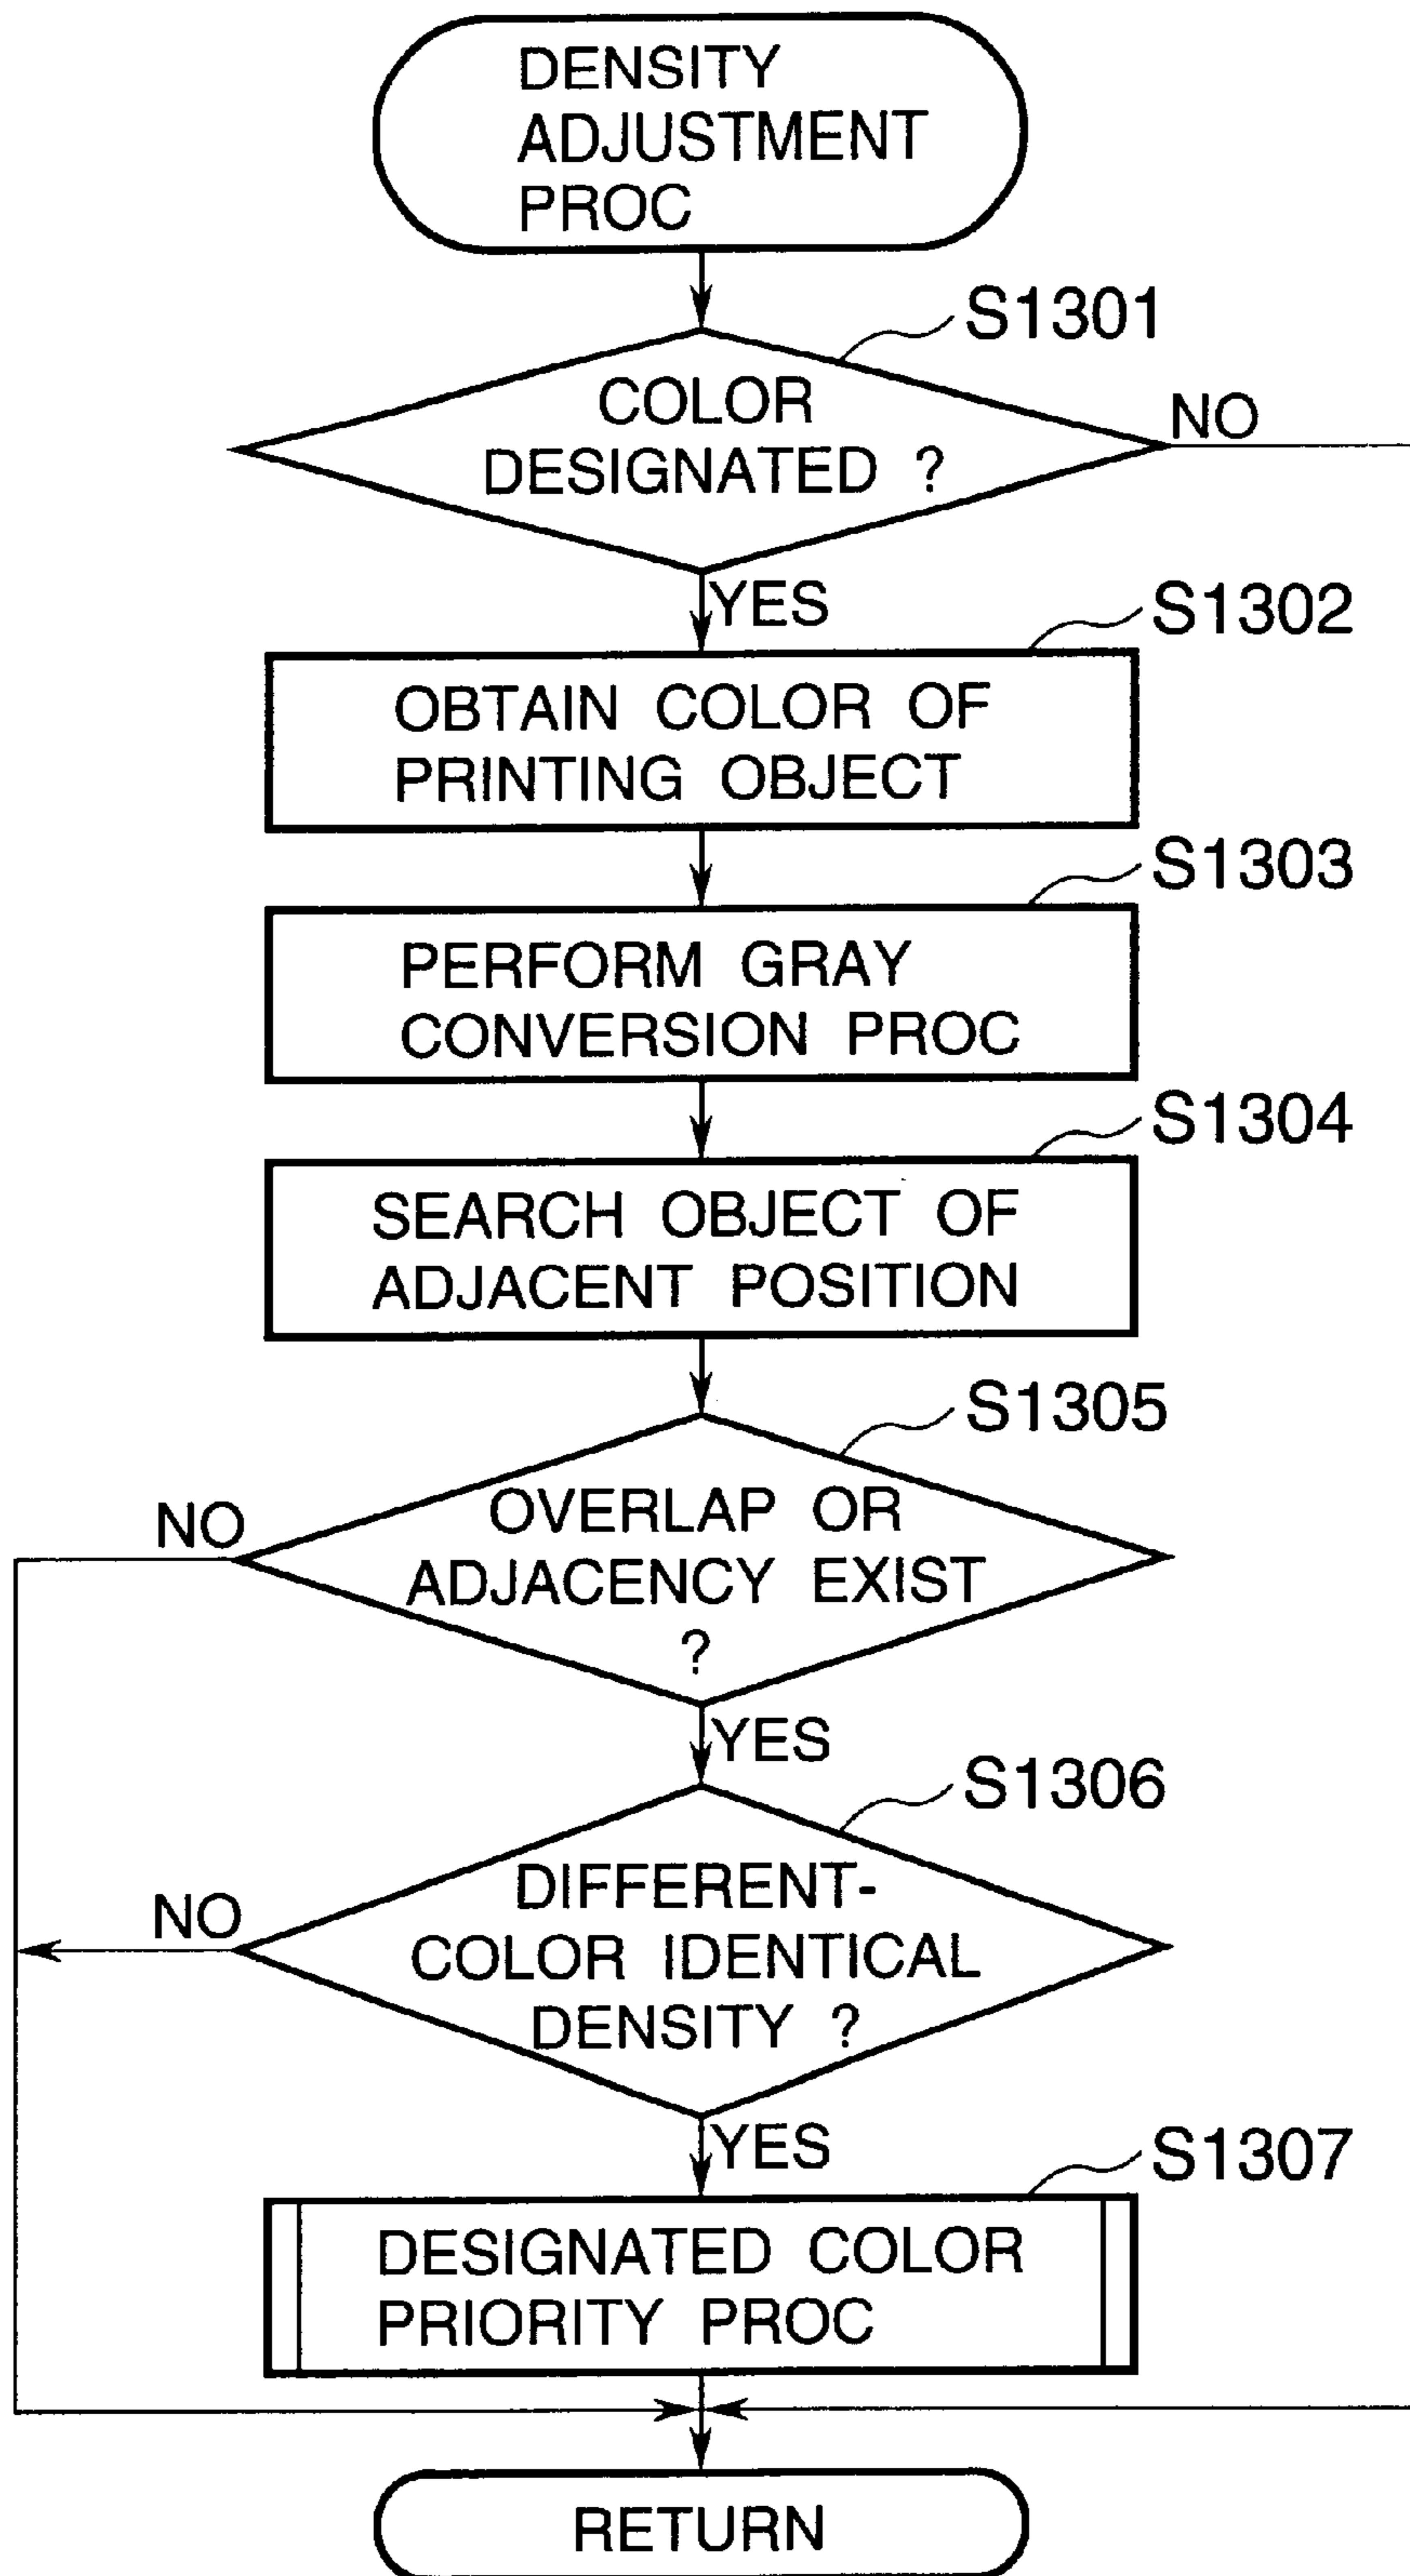 DENSITY
ADJUSTMENT
PROC
S1301
COLOR
DESIGNATED ?
NO
YES
S1302
OBTAIN COLOR OF
PRINTING OBJECT
S1303
PERFORM GRAY
CONVERSION PROC
S1304
SEARCH OBJECT OF
ADJACENT POSITION
S1305
NO
OVERLAP OR
ADJACENCY EXIST
?
YES
S1306
NO
DIFFERENT-
COLOR IDENTICAL
DENSITY ?
YES
S1307
DESIGNATED COLOR
PRIORITY PROC
RETURN